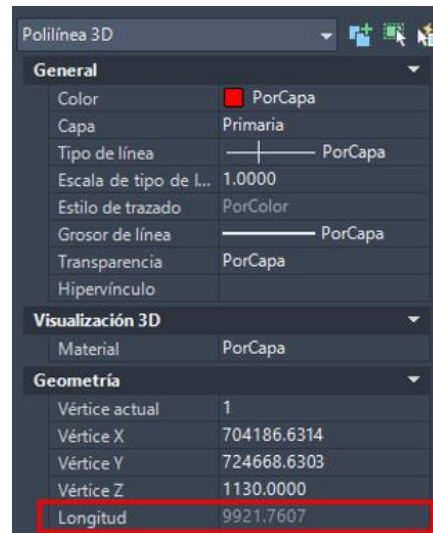 Polilínea 3D
General
Color PorCapa
Capa Primaria
Tipo de línea PorCapa
Escala de tipo de l... 1.0000
Estilo de trazado PorColor
Grosor de línea PorCapa
Transparencia PorCapa
Hipervínculo
Visualización 3D
Material PorCapa
Geometría
Vértice actual 1
Vértice X 704186.6314
Vértice Y 724668.6303
Vértice Z 1130.0000
Longitud 9921.7607